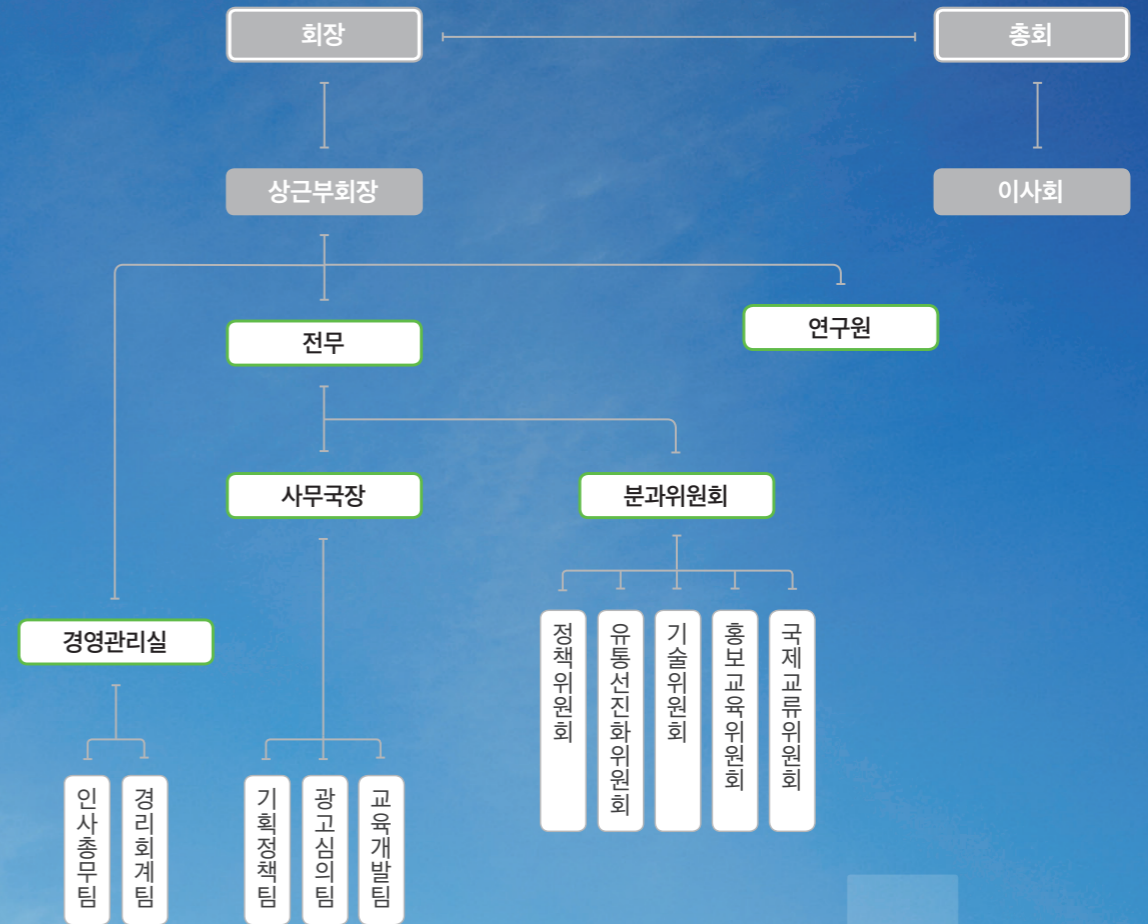 회장
총회
상근부회장
이사회
전무
연구원
사무국장
분과위원회
경영관리실
정책위원회
유통선진화위원회
기술위원회
홍보교육위원회
국제교류위원회
인사총무팀
경리회계팀
기획정책팀
광고심의팀
교육개발팀